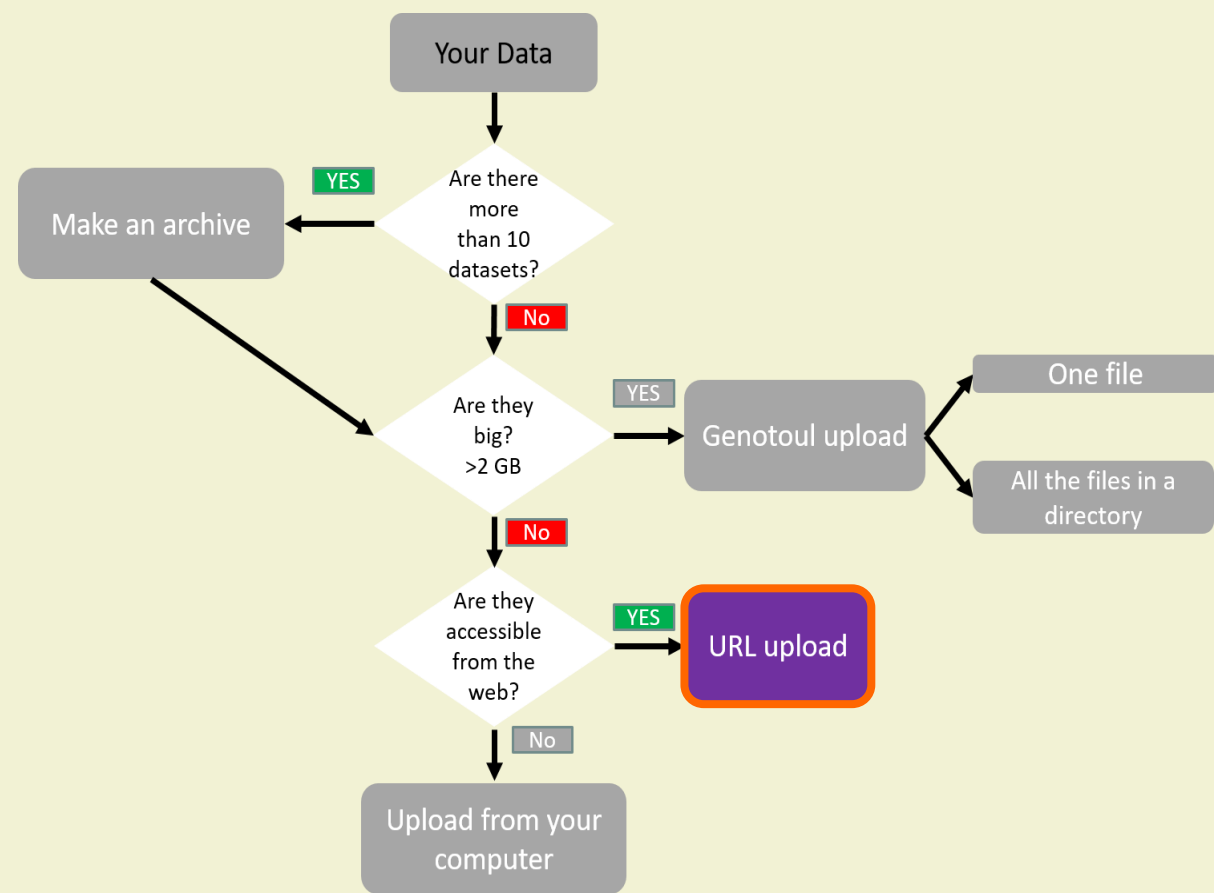 Your Data
YES
Are there
more
than 10
datasets?
Make an archive
No
One file
YES
Are they
big?
>2 GB
Genotoul upload
All the files in a
directory
No
Are they
accessible
from the
web?
YES
URL upload
No
Upload from your
computer